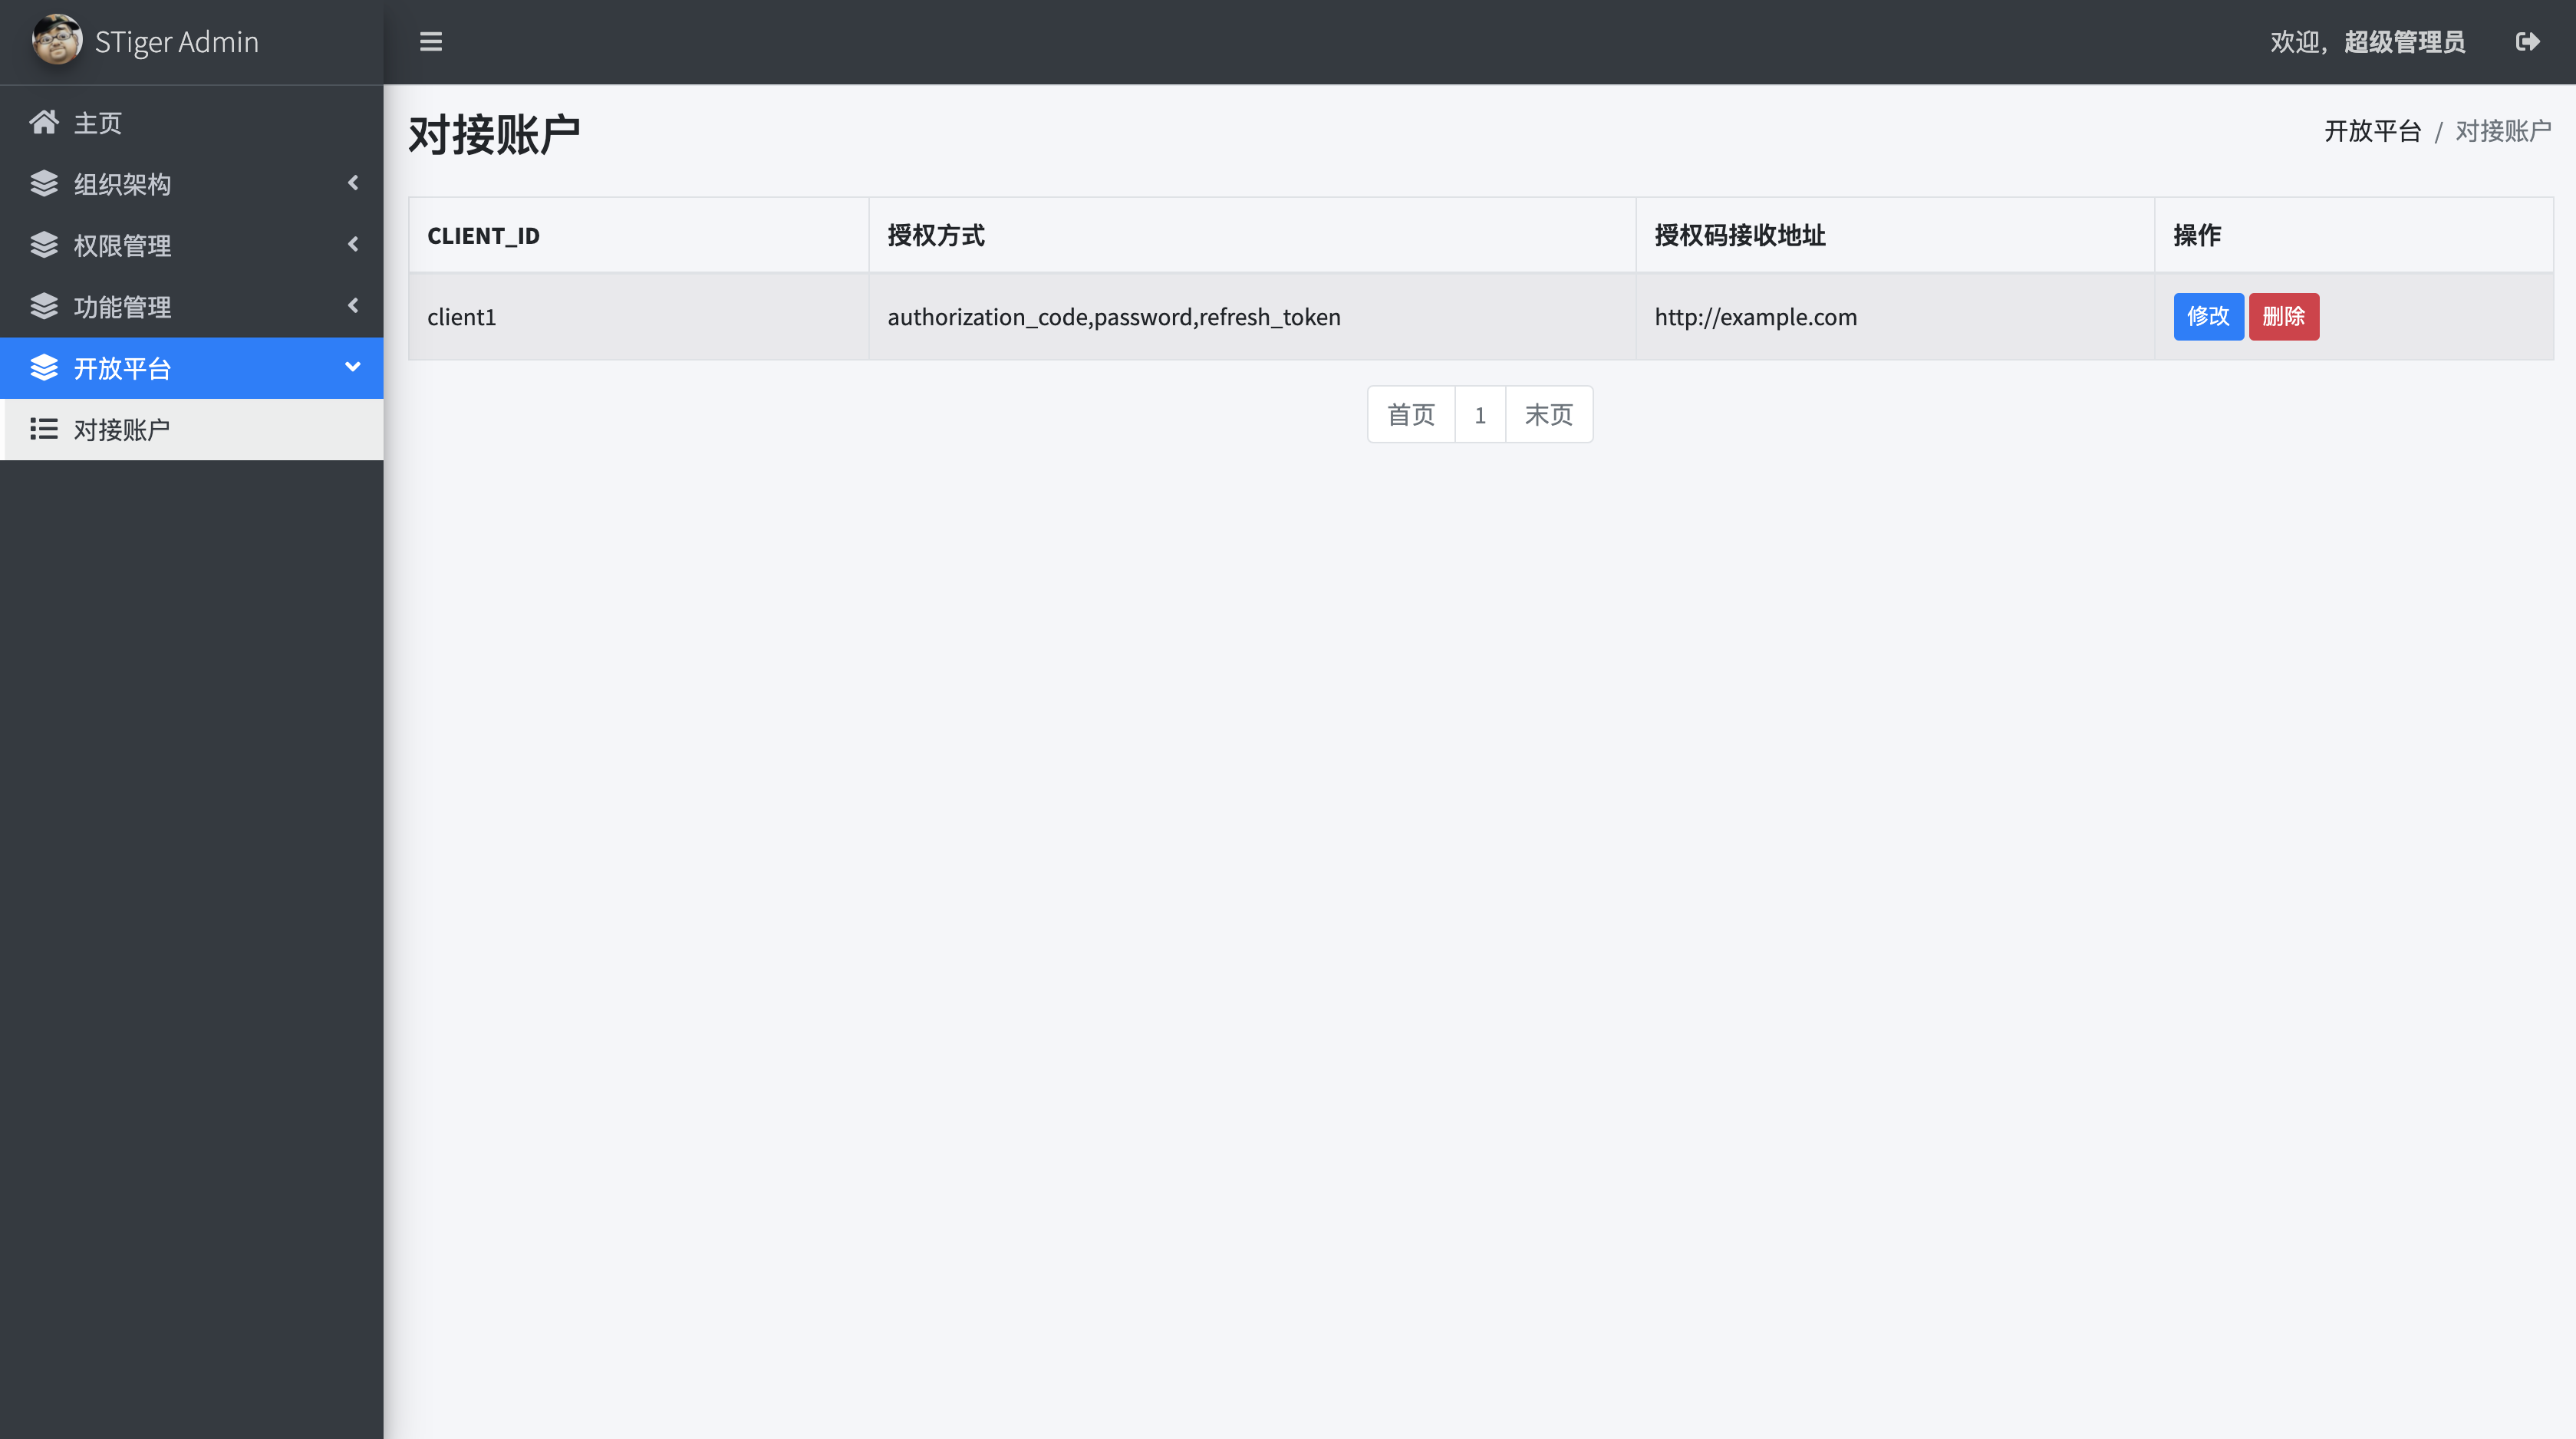 STiger Admin
欢迎，超级管理员
主页
组织架构
权限管理
功能管理
开放平台
对接账户
对接账户
开放平台 / 对接账户
CLIENT_ID 授权方式 授权码接收地址 操作
client1 authorization_code,password,refresh_token http://example.com 修改 删除
首页 1 末页